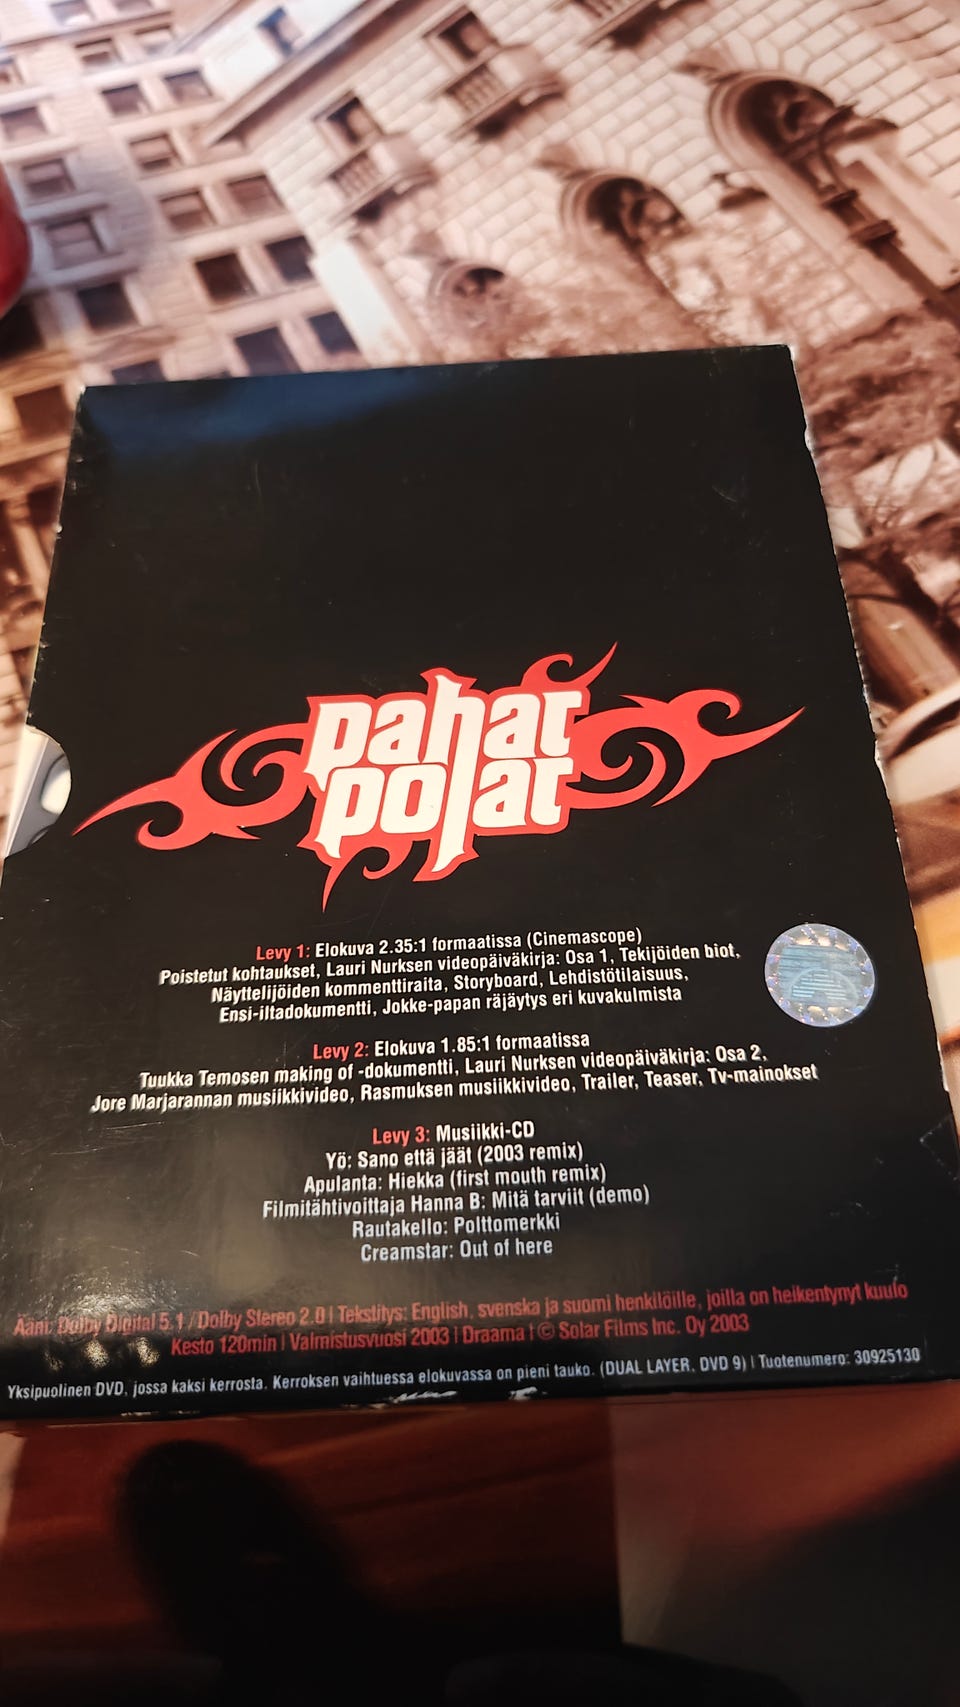 pahat
polat
Levy 1: Elokuva 2.35:1 formaatissa (Cinemascope)
Poistetut kohtaukset, Lauri Nurksen videopäiväkirja: Osa 1, Tekijöiden biot,
Näyttelijöiden kommenttiraita, Storyboard, Lehdistötilaisuus,
Ensi-iltadokumentti, Jokke-papan räjäytys eri kuvakulmista
Levy 2: Elokuva 1.85:1 formaatissa
Tuukka Temosen making of -dokumentti, Lauri Nurksen videopäiväkirja: Osa 2,
Jore Marjarannan musiikkivideo, Rasmuksen musiikkivideo, Trailer, Teaser, Tv-mainokset
Levy 3: Musiikki-CD
Yö: Sano että jäät (2003 remix)
Apulanta: Hiekka (first mouth remix)
Filmitähtivoittaja Hanna B: Mitä tarviit (demo)
Rautakello: Polttomerkki
Creamstar: Out of here
Ääni: Dolby Digital 5.1 / Dolby Stereo 2.0 | Tekstitys: English, svenska ja suomi henkilöille, joilla on heikentynyt kuulo
Kesto 120min | Valmistusvuosi 2003 | Draama | © Solar Films Inc. Oy 2003
Yksipuolinen DVD, jossa kaksi kerrosta. Kerroksen vaihtuessa elokuvassa on pieni tauko. (DUAL LAYER. DVD 9) | Tuotenumero: 30925130